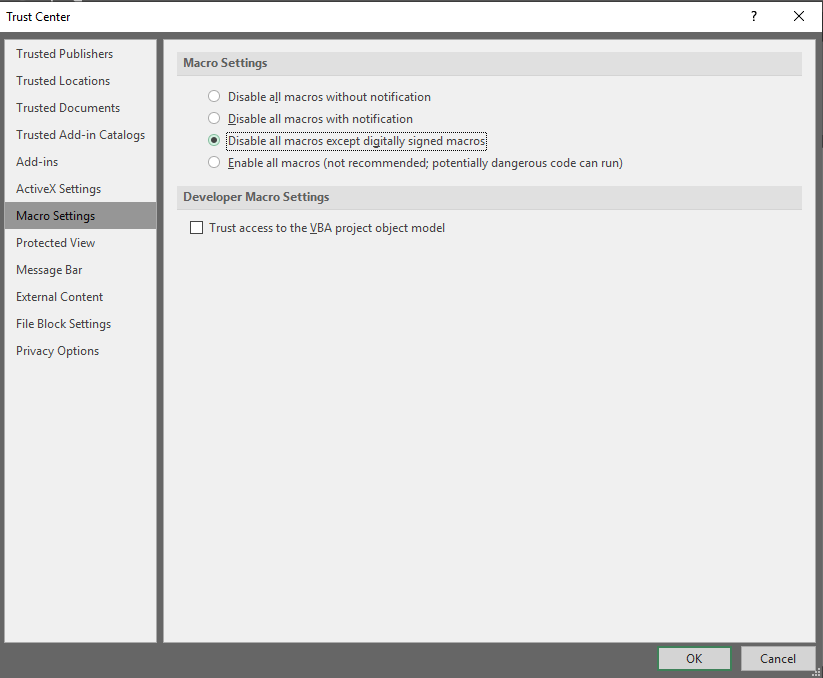 Trust Center
?
Trusted Publishers
Trusted Locations
Trusted Documents
Trusted Add-in Catalogs
Add-ins
ActiveX Settings
Macro Settings
Protected View
Message Bar
External Content
File Block Settings
Privacy Options
Macro Settings
Disable all macros without notification
Disable all macros with notification
Disable all macros except digitally signed macros
Enable all macros (not recommended; potentially dangerous code can run)
Developer Macro Settings
Trust access to the VBA project object model
OK
Cancel